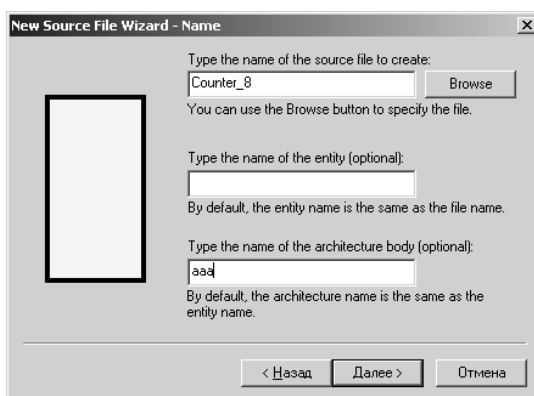 New Source File Wizard - Name
Type the name of the source file to create:
Counter_8
Browse
You can use the Browse button to specify the file.
Type the name of the entity (optional):
By default, the entity name is the same as the file name.
Type the name of the architecture body (optional):
aaa
By default, the architecture name is the same as the
entity name.
< Назад
Далее >
Отмена